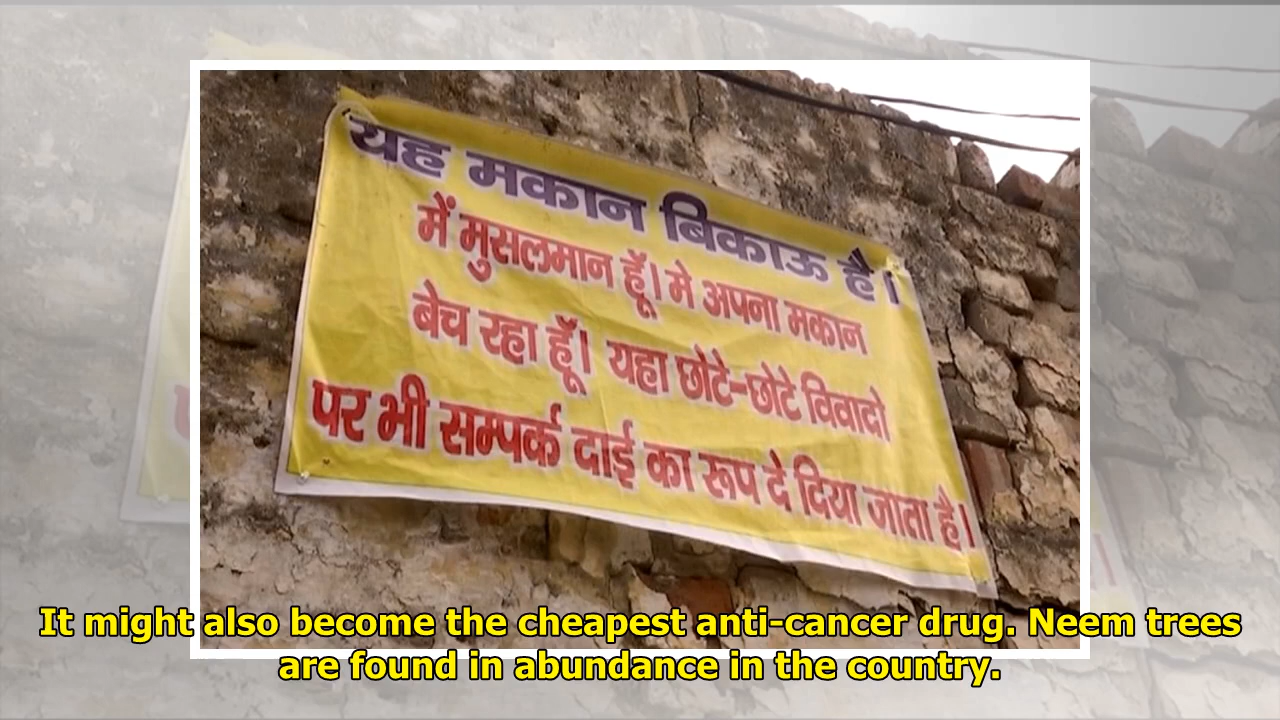 यह मकान बिकाऊ है।
में मुसलमान हूँ। मे अपना मकान
बेच रहा हूँ। यहा छोटे-छोटे विवादो
पर भी सम्पर्क दाई का रूप दे दिया जाता है।
It might also become the cheapest anti-cancer drug. Neem trees
are found in abundance in the country.